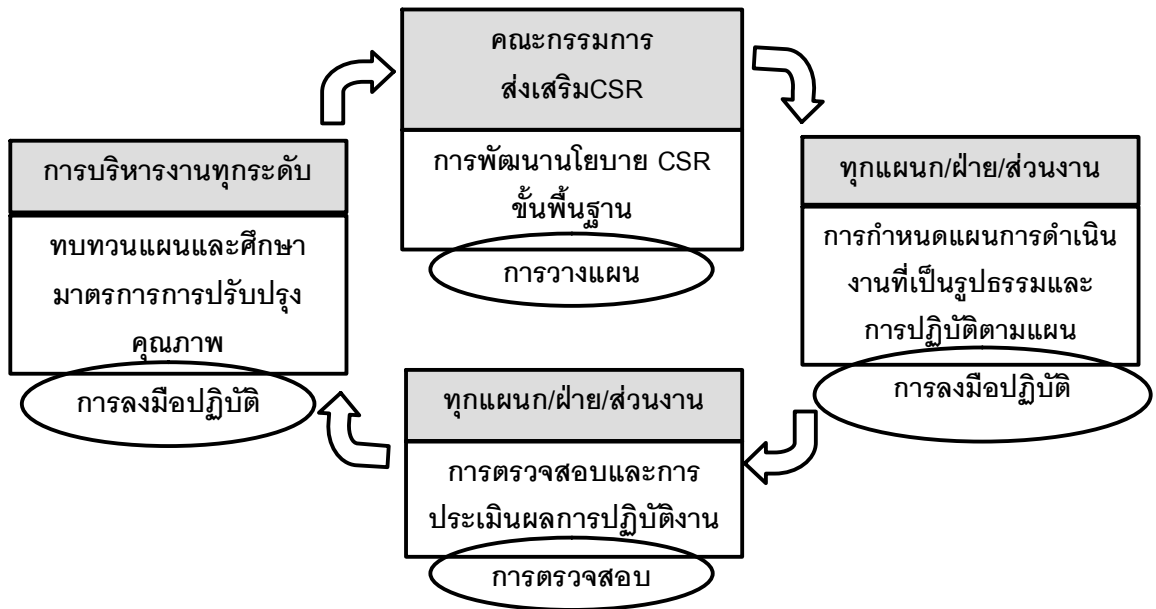 คณะกรรมการ
ส่งเสริมCSR
การพัฒนานโยบาย CSR
ขั้นพื้นฐาน
การวางแผน
ทุกแผนก/ฝ่าย/ส่วนงาน
การกำหนดแผนการดำเนิน
งานที่เป็นรูปธรรมและ
การปฏิบัติตามแผน
การลงมือปฏิบัติ
ทุกแผนก/ฝ่าย/ส่วนงาน
การตรวจสอบและการ
ประเมินผลการปฏิบัติงาน
การตรวจสอบ
การบริหารงานทุกระดับ
ทบทวนแผนและศึกษา
มาตรการการปรับปรุง
คุณภาพ
การลงมือปฏิบัติ